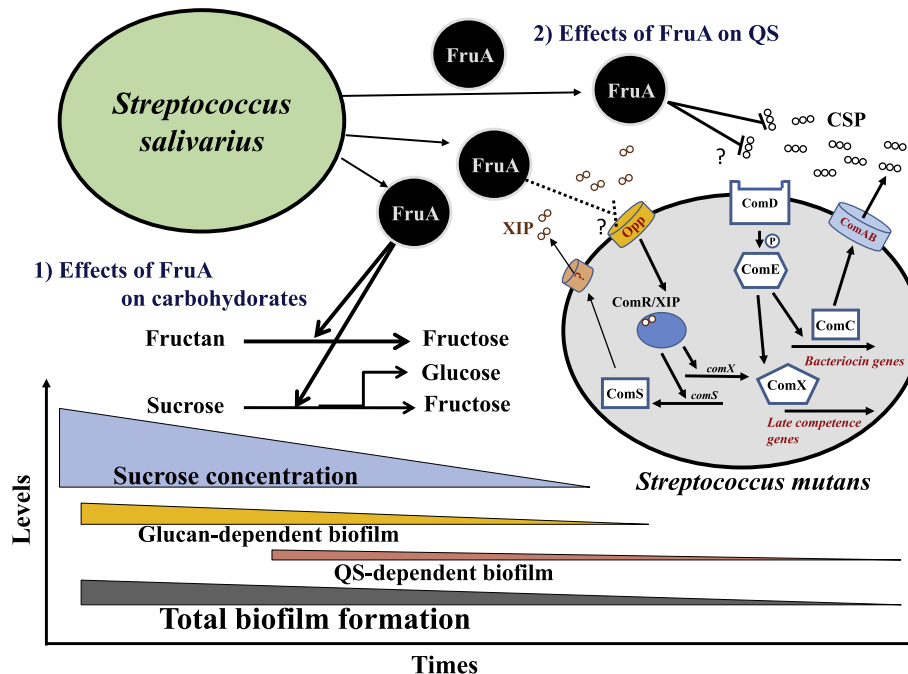 2) Effects of FruA on QS
FruA
FruA
Streptococcus
salivarius
CSP
?
FruA
FruA
ComD
XIP
?
Opp
ComAB
P
ComE
?
1) Effects of FruA
on carbohydorates
ComR/XIP
ComC
Fructan
Fructose
Bacteriocin genes
Glucose
comX
ComX
ComS
comS
Sucrose
Fructose
Late competence
genes
Streptococcus mutans
Sucrose concentration
Levels
Glucan-dependent biofilm
QS-dependent biofilm
Total biofilm formation
Times